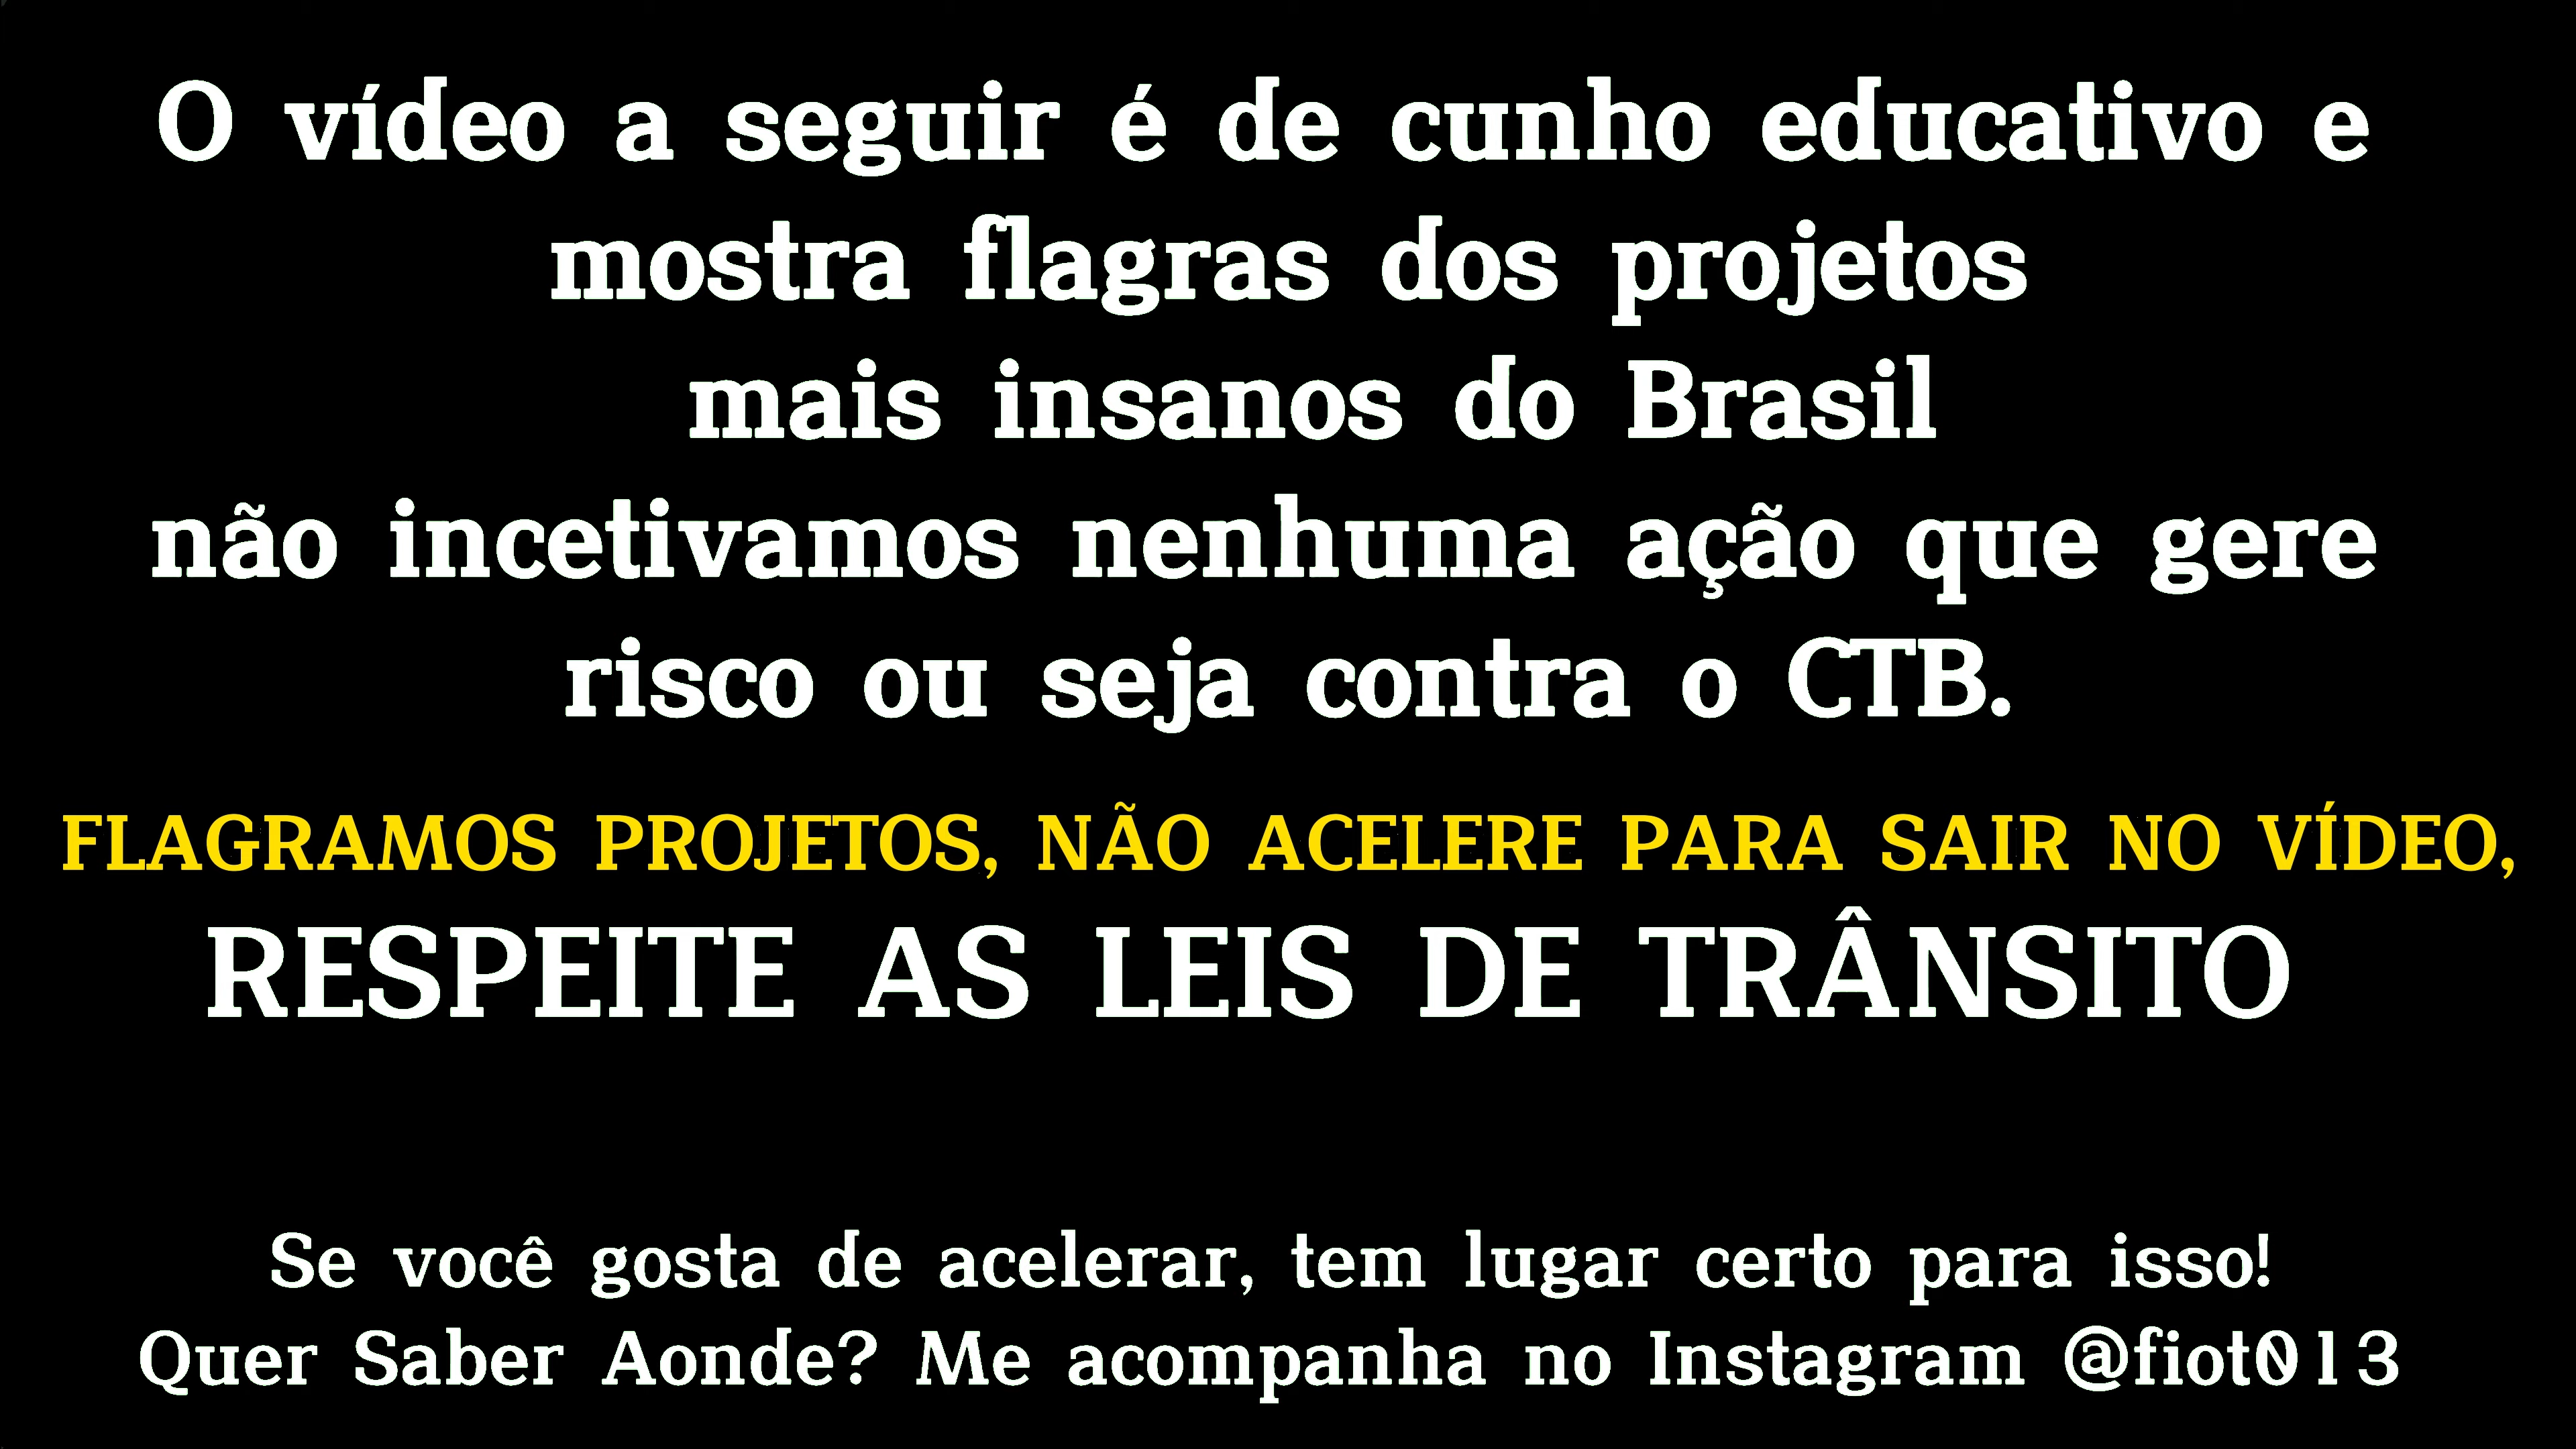 O vídeo a seguir é de cunho educativo e
mostra flagras dos projetos
mais insanos do Brasil
não incetivamos nenhuma ação que gere
risco ou seja contra o CTB.
FLAGRAMOS PROJETOS, NÃO ACELERE PARA SAIR NO VÍDEO,
RESPEITE AS LEIS DE TRÂNSITO
Se você gosta de acelerar, tem lugar certo para isso!
Quer Saber Aonde? Me acompanha no Instagram @fiot013